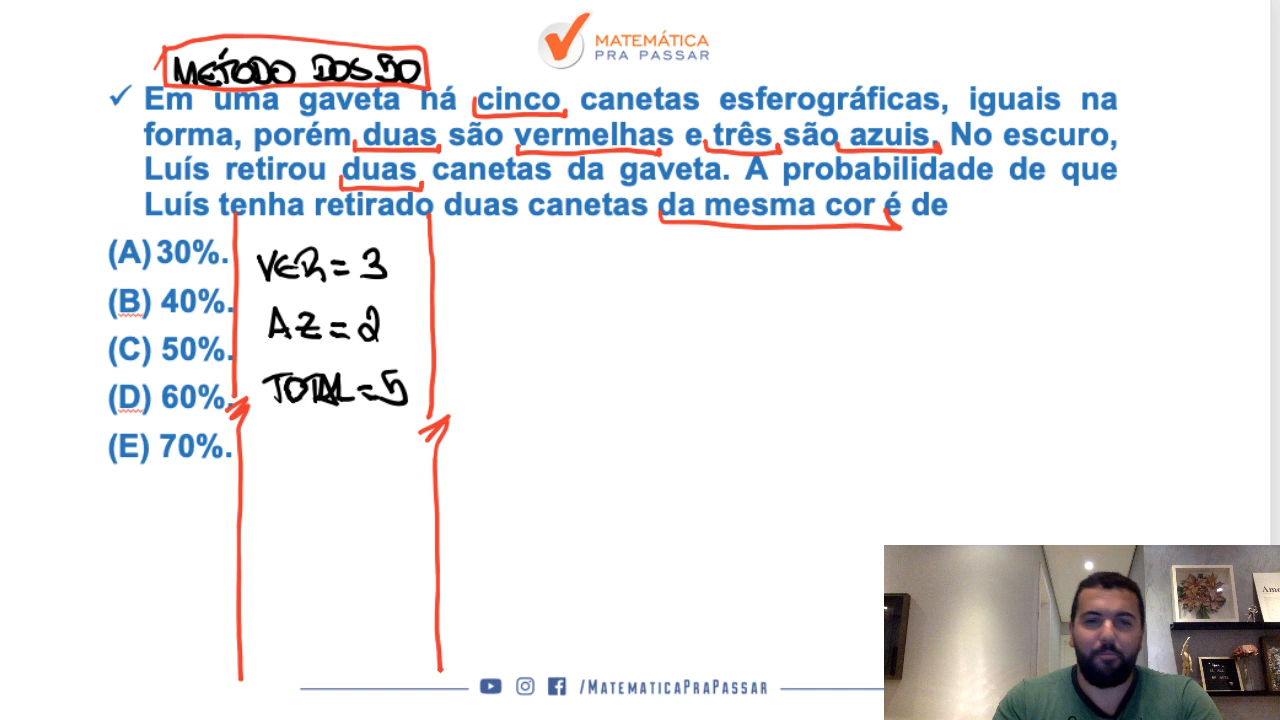 MATEMÁTICA
PRA PASSAR
MÉTODO DOS 50
✓ Em uma gaveta há cinco canetas esferográficas, iguais na
forma, porém duas são vermelhas e três são azuis. No escuro,
Luís retirou duas canetas da gaveta. A probabilidade de que
Luís tenha retirado duas canetas da mesma cor é de
(A) 30%.
(B) 40%.
(C) 50%.
(D) 60%.
(E) 70%.
VER = 3
AZ = 2
TOTAL = 5
/MATEMATICAPRAPASSAR